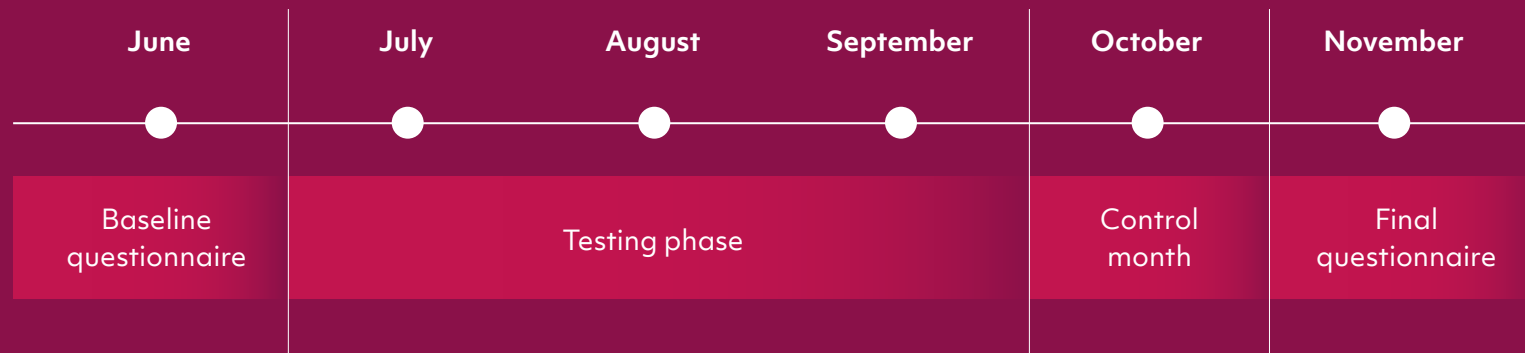 June July August September October November
Baseline
questionnaire
Testing phase
Control
month
Final
questionnaire